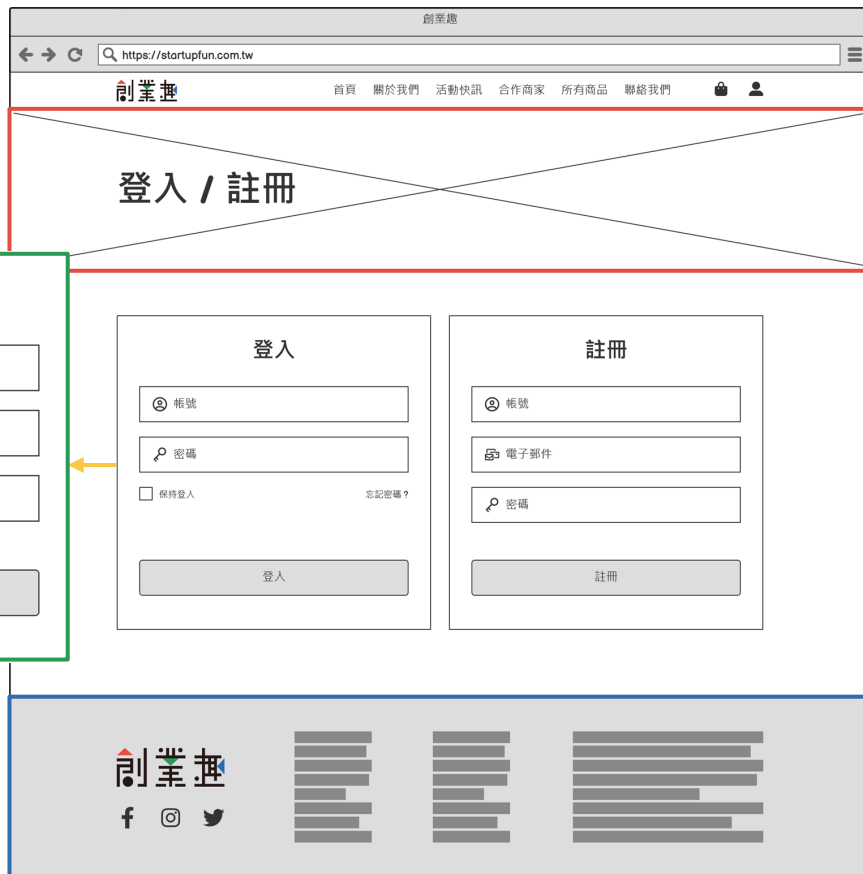 創業趣
https://startupfun.com.tw
創業趣 首頁 關於我們 活動快訊 合作商家 所有商品 聯絡我們
登入 / 註冊
登入
帳號
密碼
保持登入 忘記密碼？
登入
註冊
帳號
電子郵件
密碼
註冊
創業趣